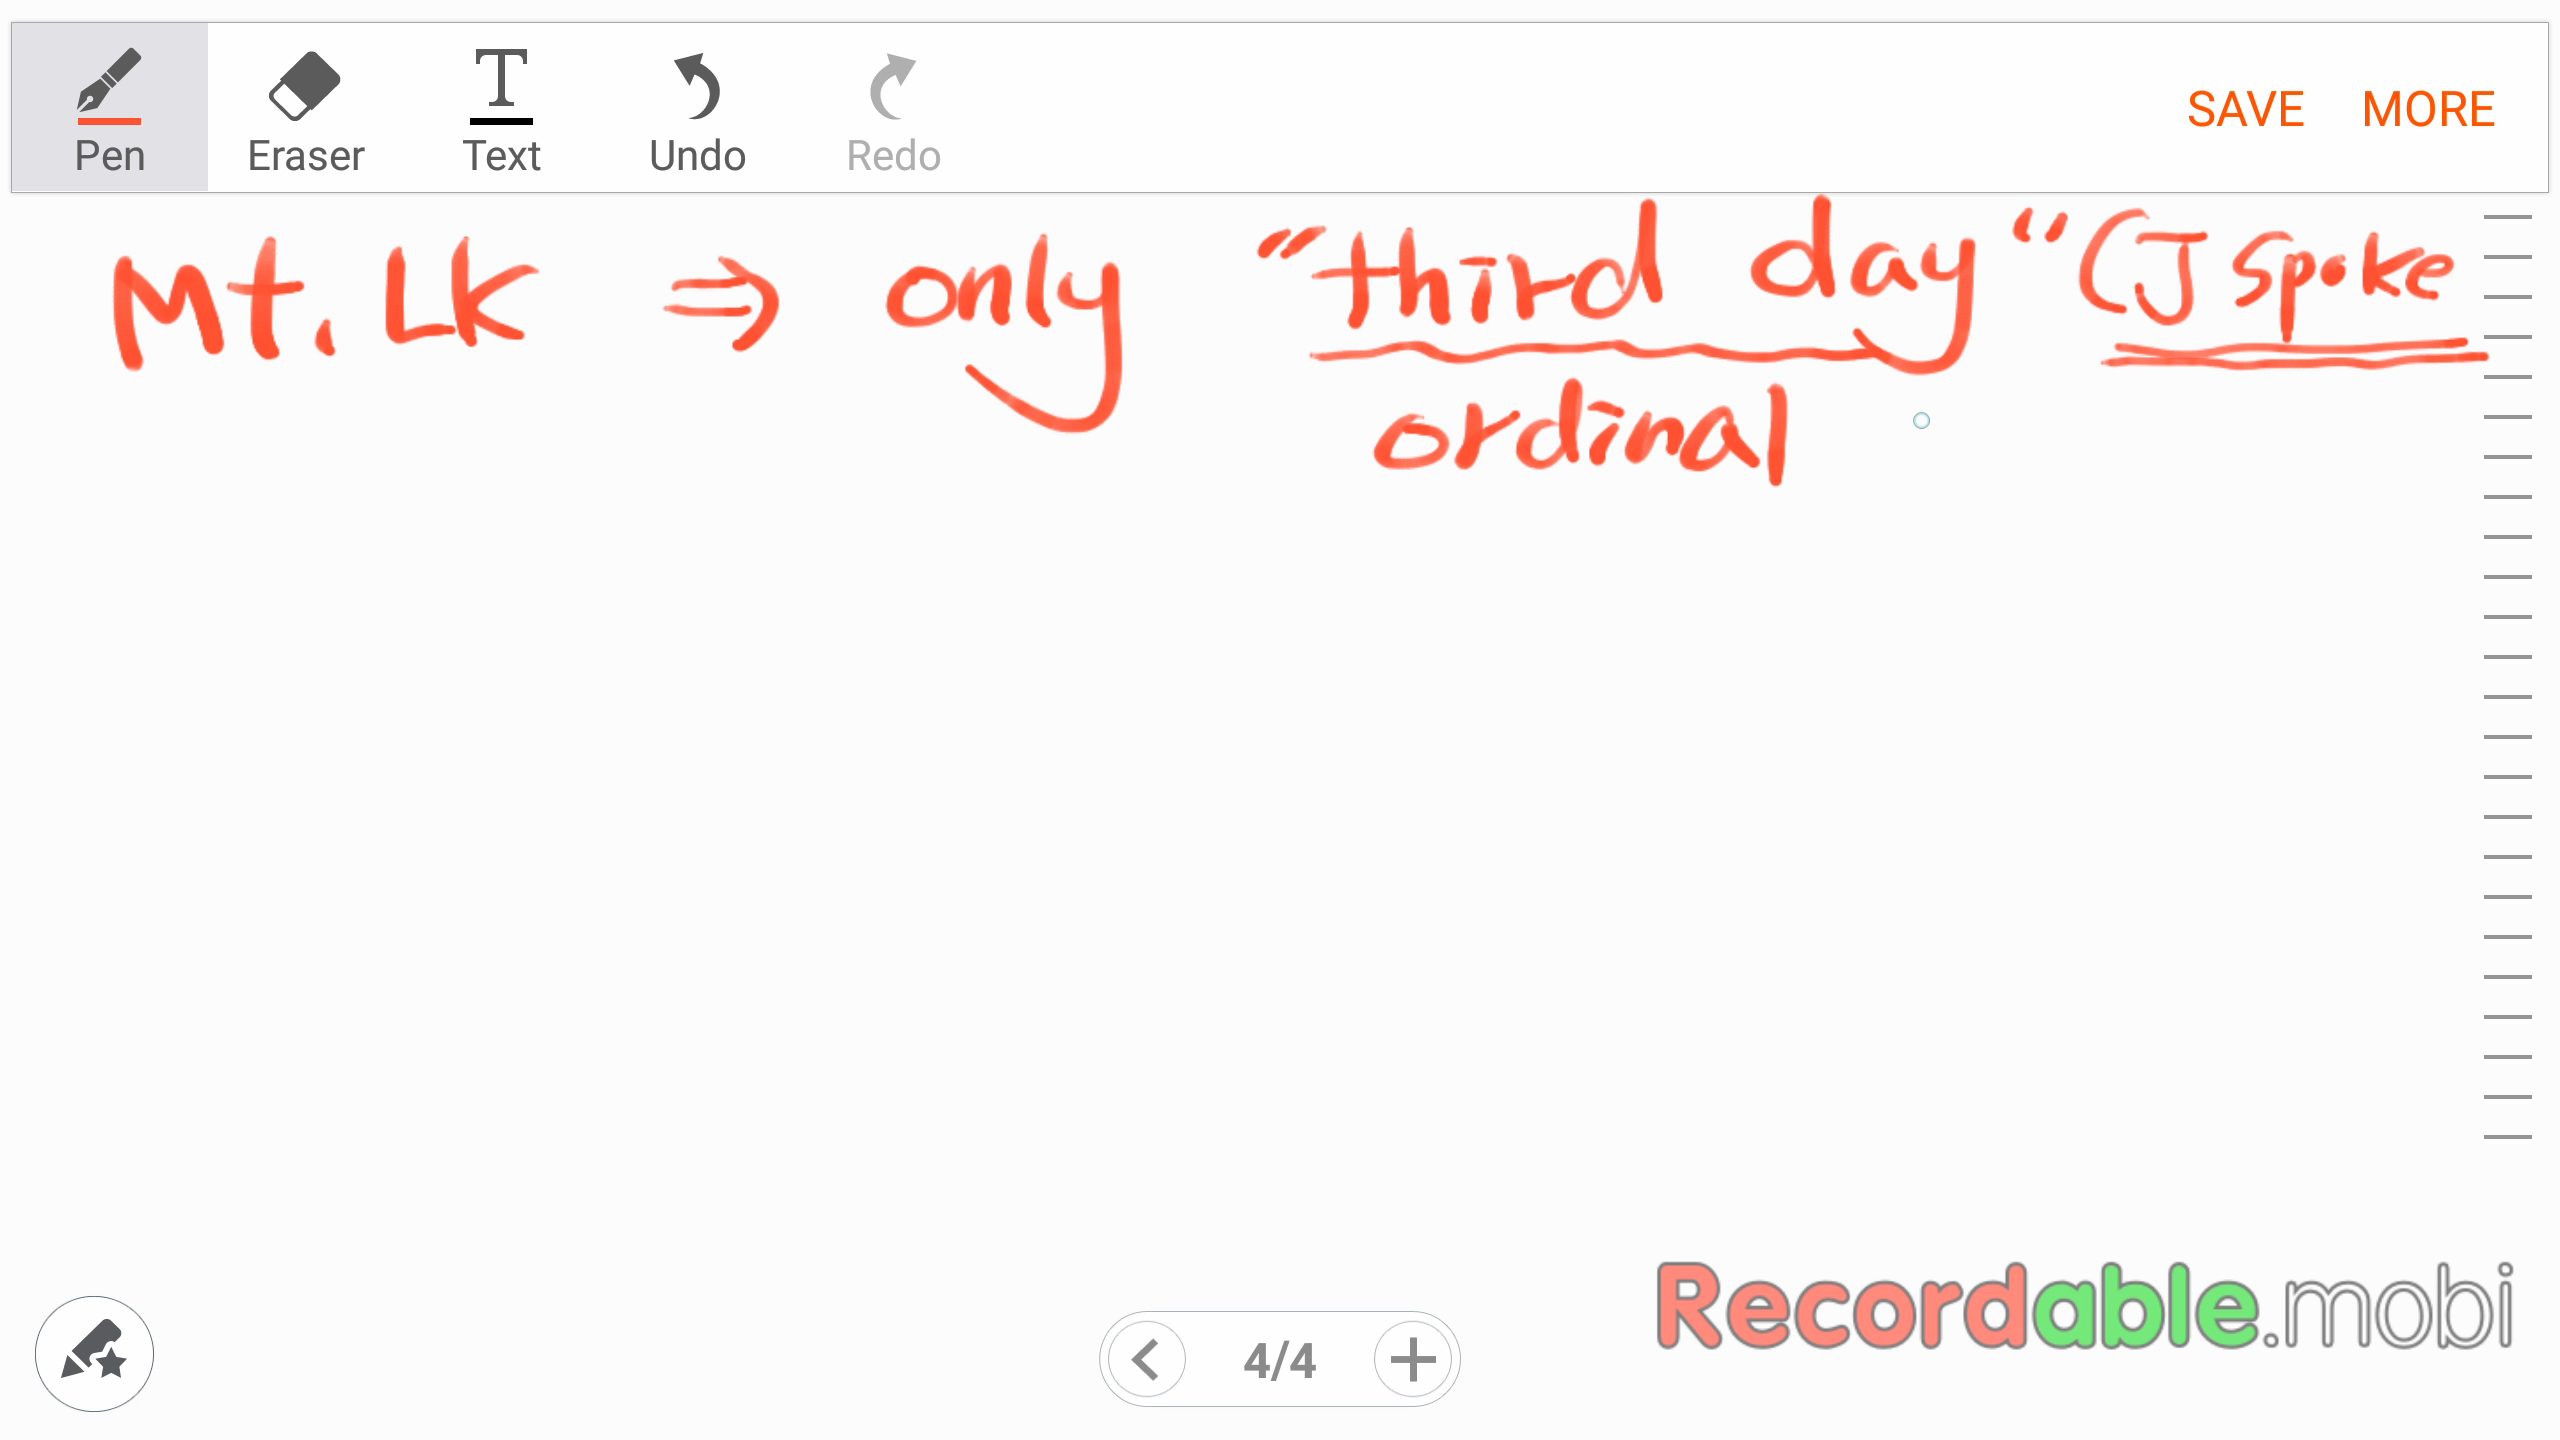 Pen Eraser Text Undo Redo SAVE MORE
Mt. Lk ⇒ only "third day" (J spoke
ordinal
4/4
Recordable.mobi